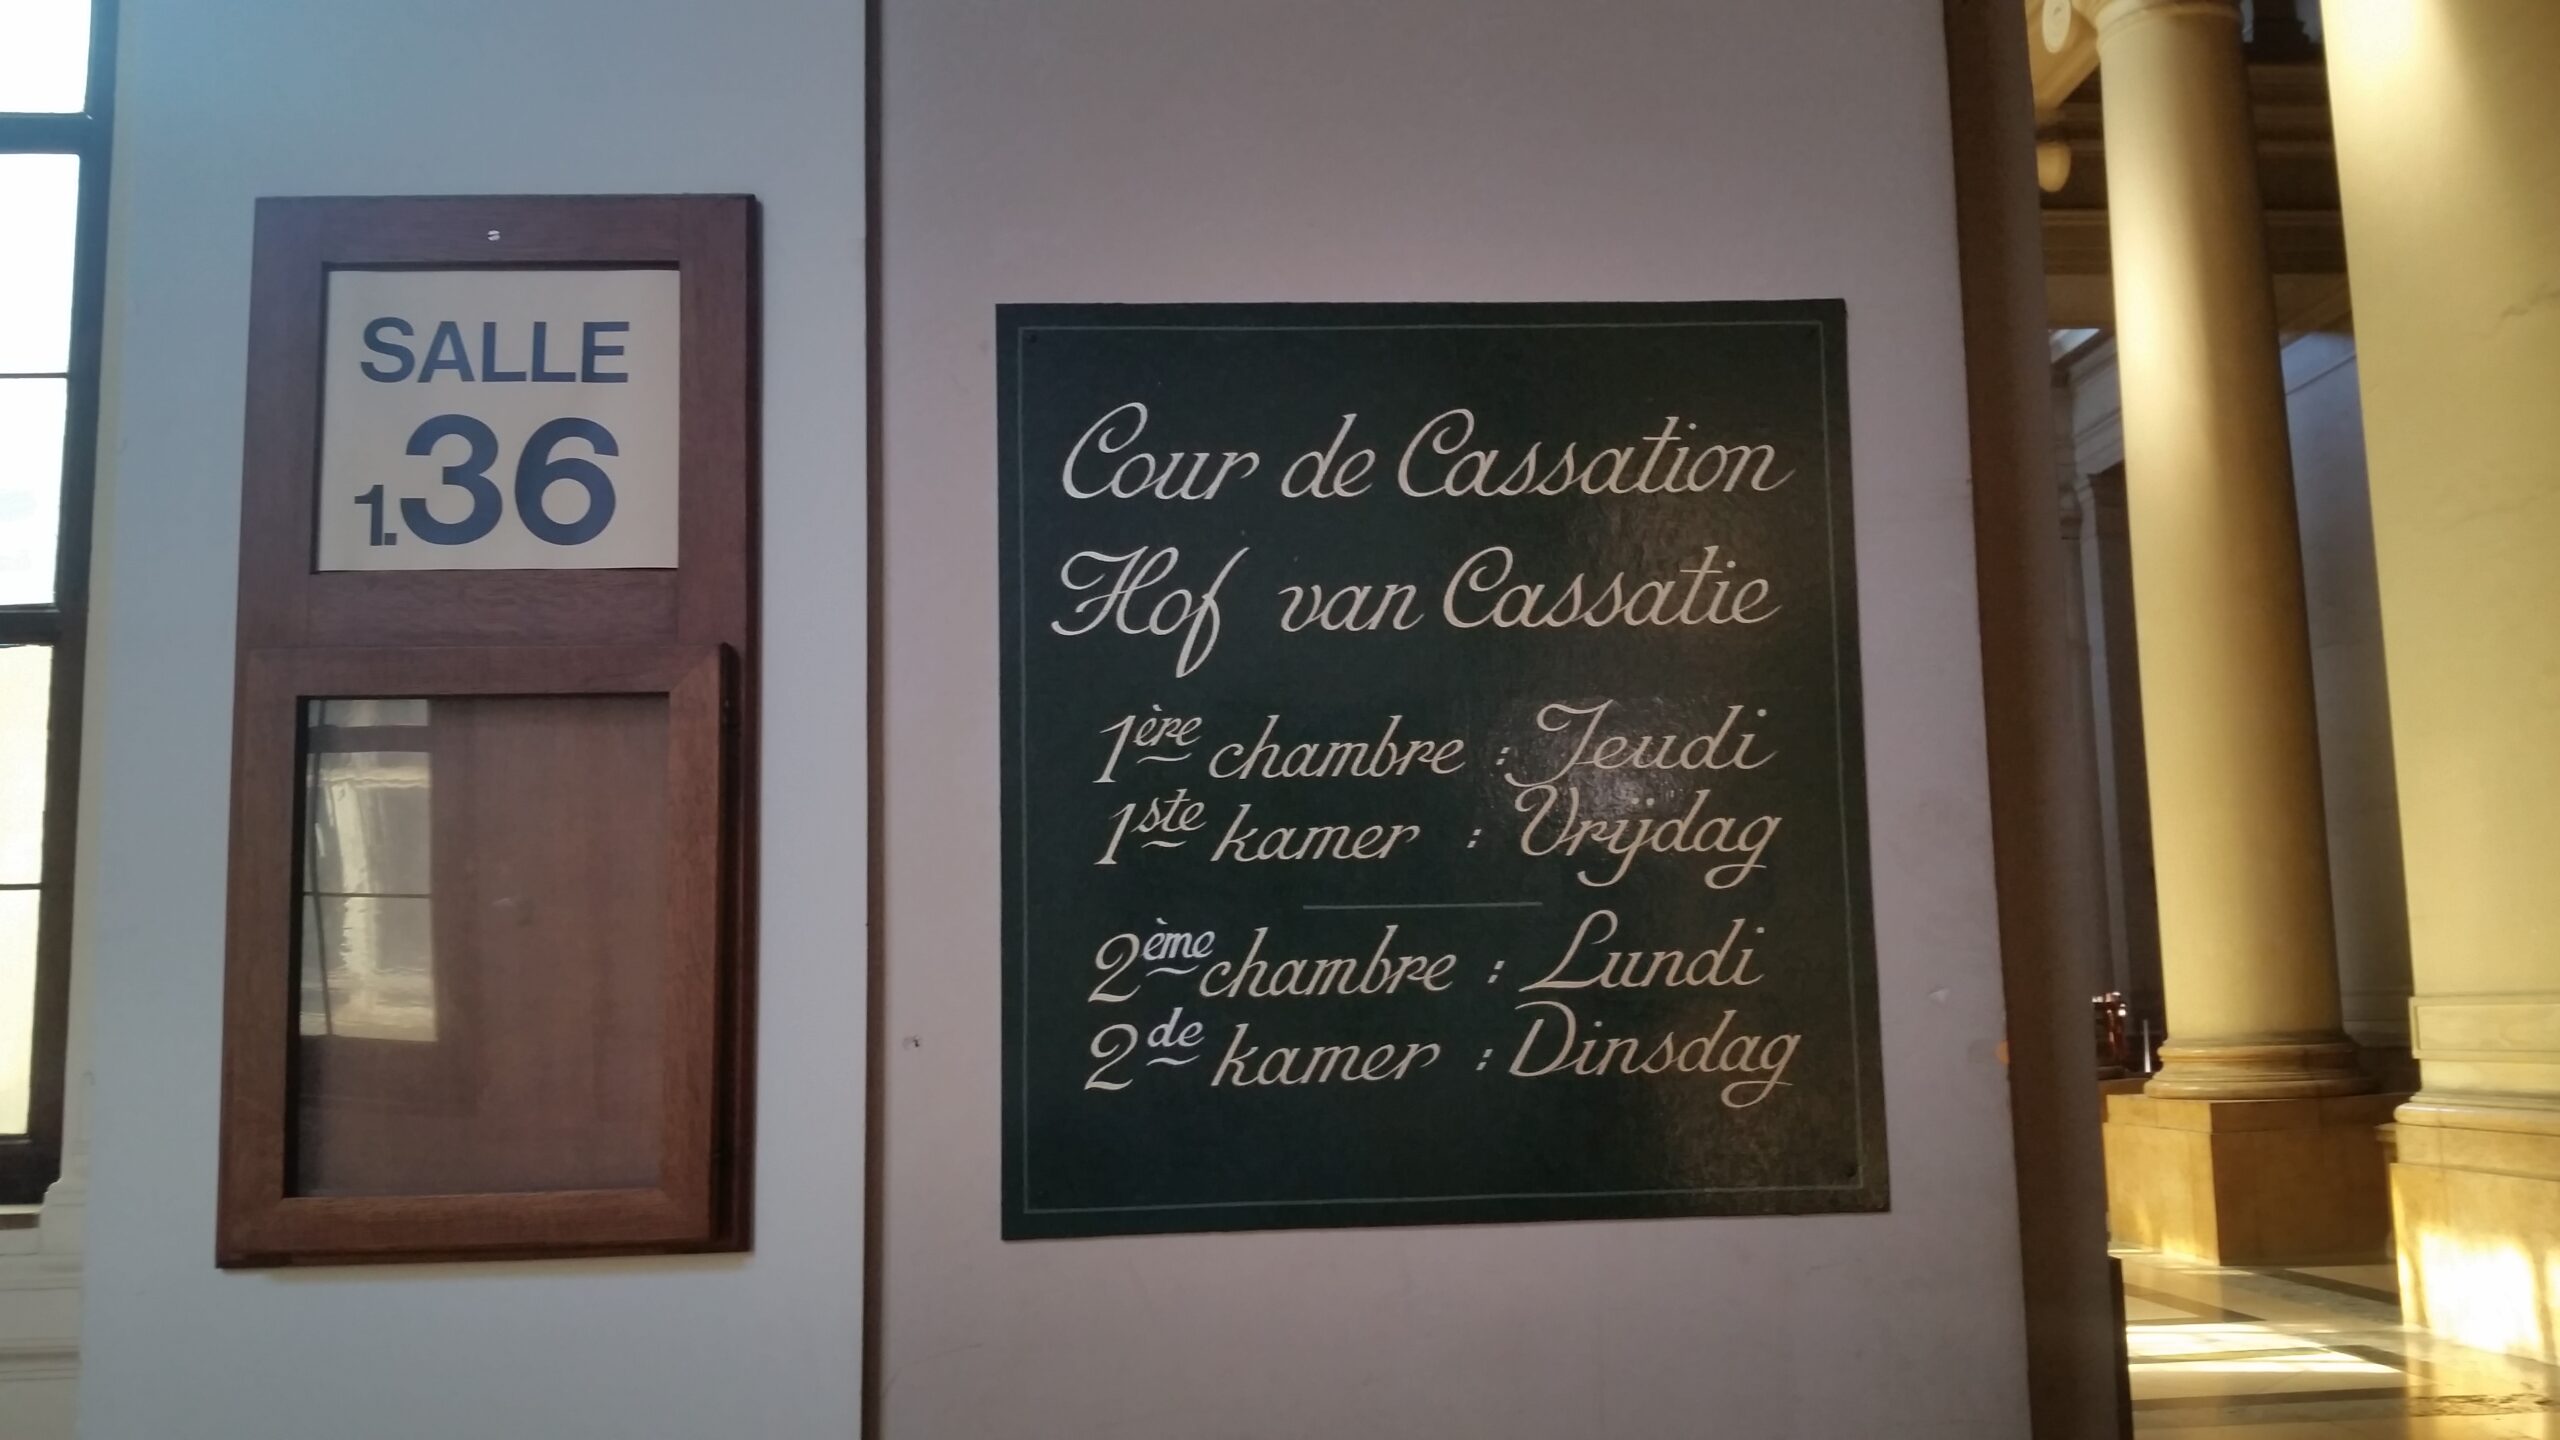 SALLE
1.36
Cour de Cassation
Hof van Cassatie
1ère chambre : Jeudi
1ste kamer : Vrijdag
2ème chambre : Lundi
2de kamer : Dinsdag